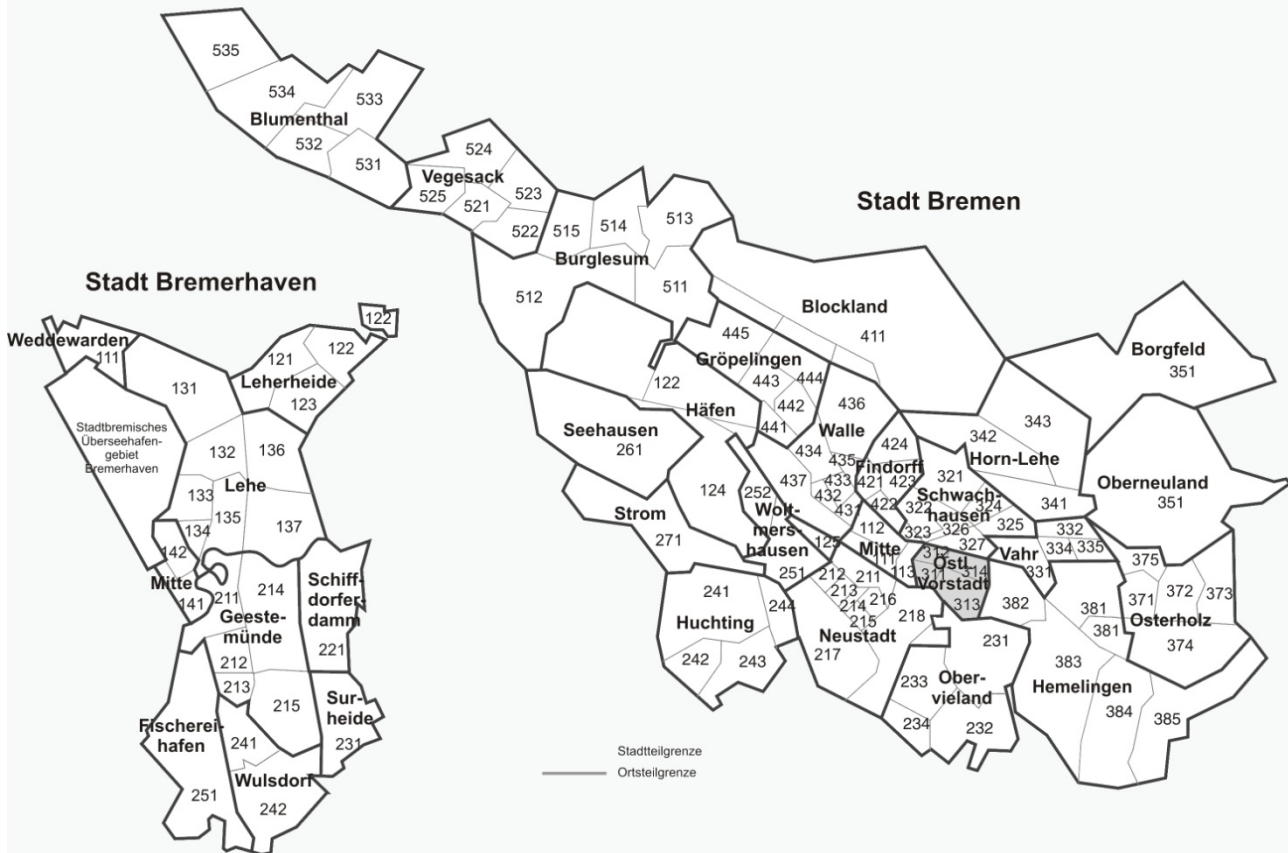 Stadt Bremerhaven
Weddewarden
111
131
121
122
122
Leherheide
123
Stadtbremisches
Überseehafen-
gebiet
Bremerhaven
132
136
133
Lehe
134
135
137
142
Mitte
141
211
214
Geeste-
münde
Schiff-
dorfer-
damm
221
212
213
215
Sur-
heide
231
Fischerei-
hafen
241
Wulsdorf
251
242
Stadt Bremen
535
534
533
Blumenthal
532
531
524
Vegesack
525
523
521
522
515
514
513
Burglesum
512
511
Blockland
411
445
Gröpelingen
443
444
442
441
122
Häfen
436
Walle
434
435
433
432
431
437
Borgfeld
351
343
342
Horn-Lehe
341
Oberneuland
351
424
Findorff
421
423
422
321
Schwach-
hausen
322
324
323
326
325
327
332
Vahr
334
335
331
Seehausen
261
124
252
Wolt-
mers-
hausen
125
251
Strom
271
112
Mitte
111
113
312
Östl.
311
314
Vorstadt
313
375
371
372
373
Osterholz
374
241
244
Huchting
242
243
212
211
213
214
216
215
218
Neustadt
217
382
381
381
231
383
Hemelingen
384
385
233
Ober-
vieland
234
232
Stadtteilgrenze
Ortsteilgrenze